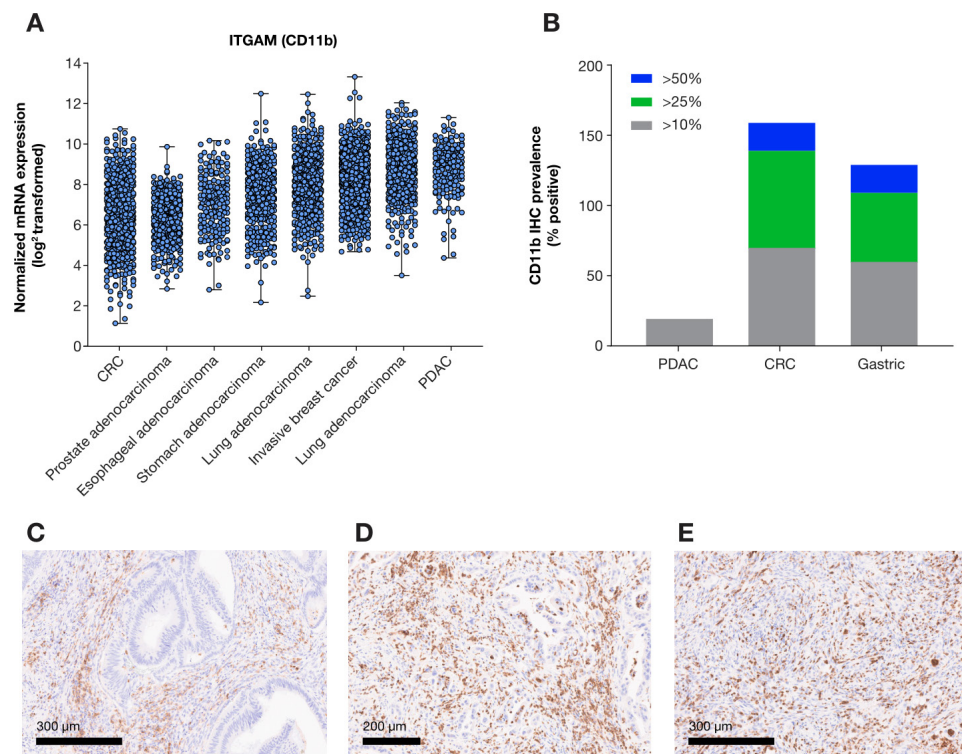 A
ITGAM (CD11b)
Normalized mRNA expression
(log² transformed)
14
12
10
8
6
4
2
0
CRC
Prostate adenocarcinoma
Esophageal adenocarcinoma
Stomach adenocarcinoma
Lung adenocarcinoma
Invasive breast cancer
Lung adenocarcinoma
PDAC
B
CD11b IHC prevalence
(% positive)
200
150
100
50
0
>50%
>25%
>10%
PDAC
CRC
Gastric
C
300 µm
D
200 µm
E
300 µm